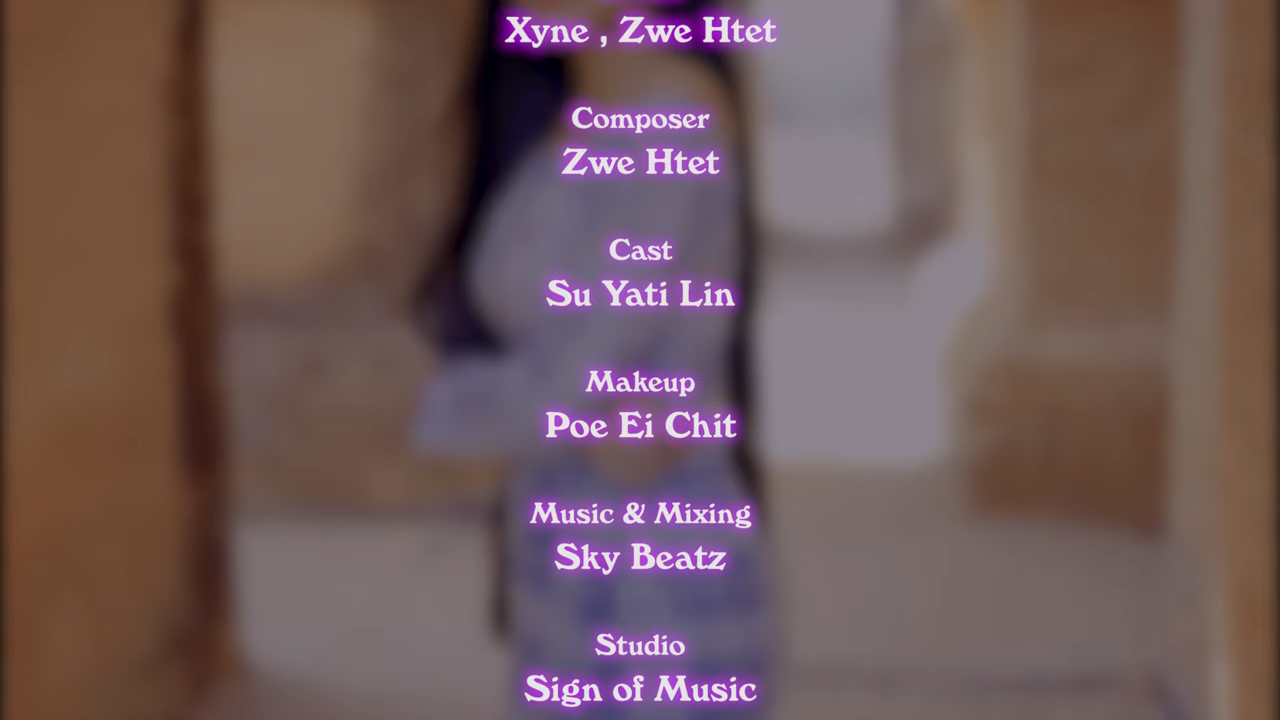 Xyne , Zwe Htet
Composer
Zwe Htet
Cast
Su Yati Lin
Makeup
Poe Ei Chit
Music & Mixing
Sky Beatz
Studio
Sign of Music